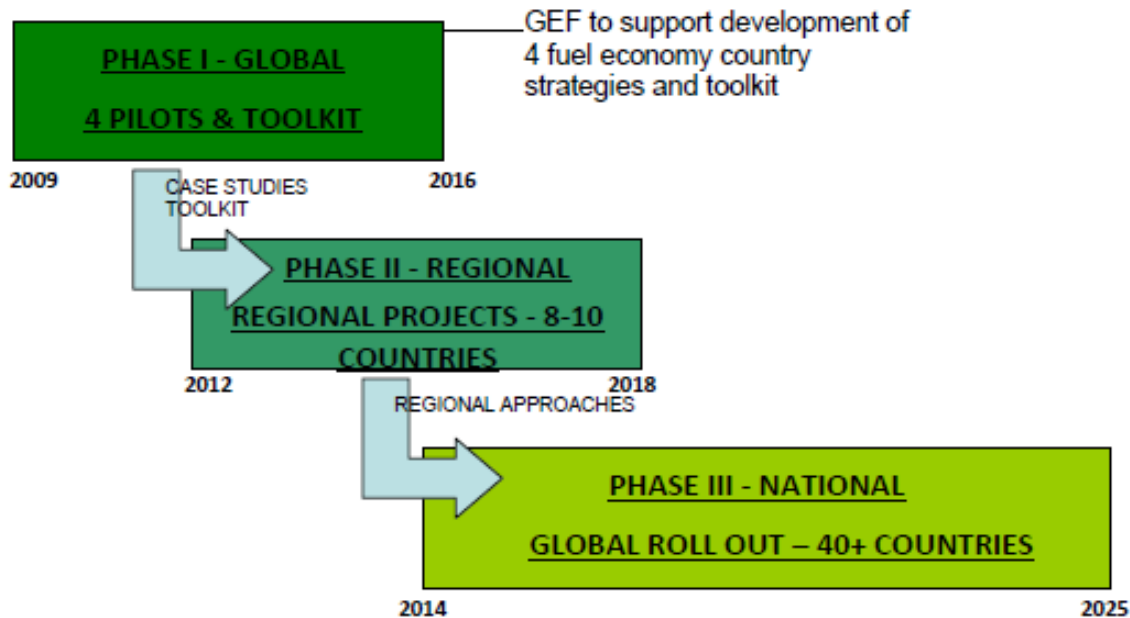 GEF to support development of
4 fuel economy country
strategies and toolkit
PHASE I - GLOBAL
4 PILOTS & TOOLKIT
2009
2016
CASE STUDIES
TOOLKIT
PHASE II - REGIONAL
REGIONAL PROJECTS - 8-10
COUNTRIES
2012
2018
REGIONAL APPROACHES
PHASE III - NATIONAL
GLOBAL ROLL OUT – 40+ COUNTRIES
2014
2025